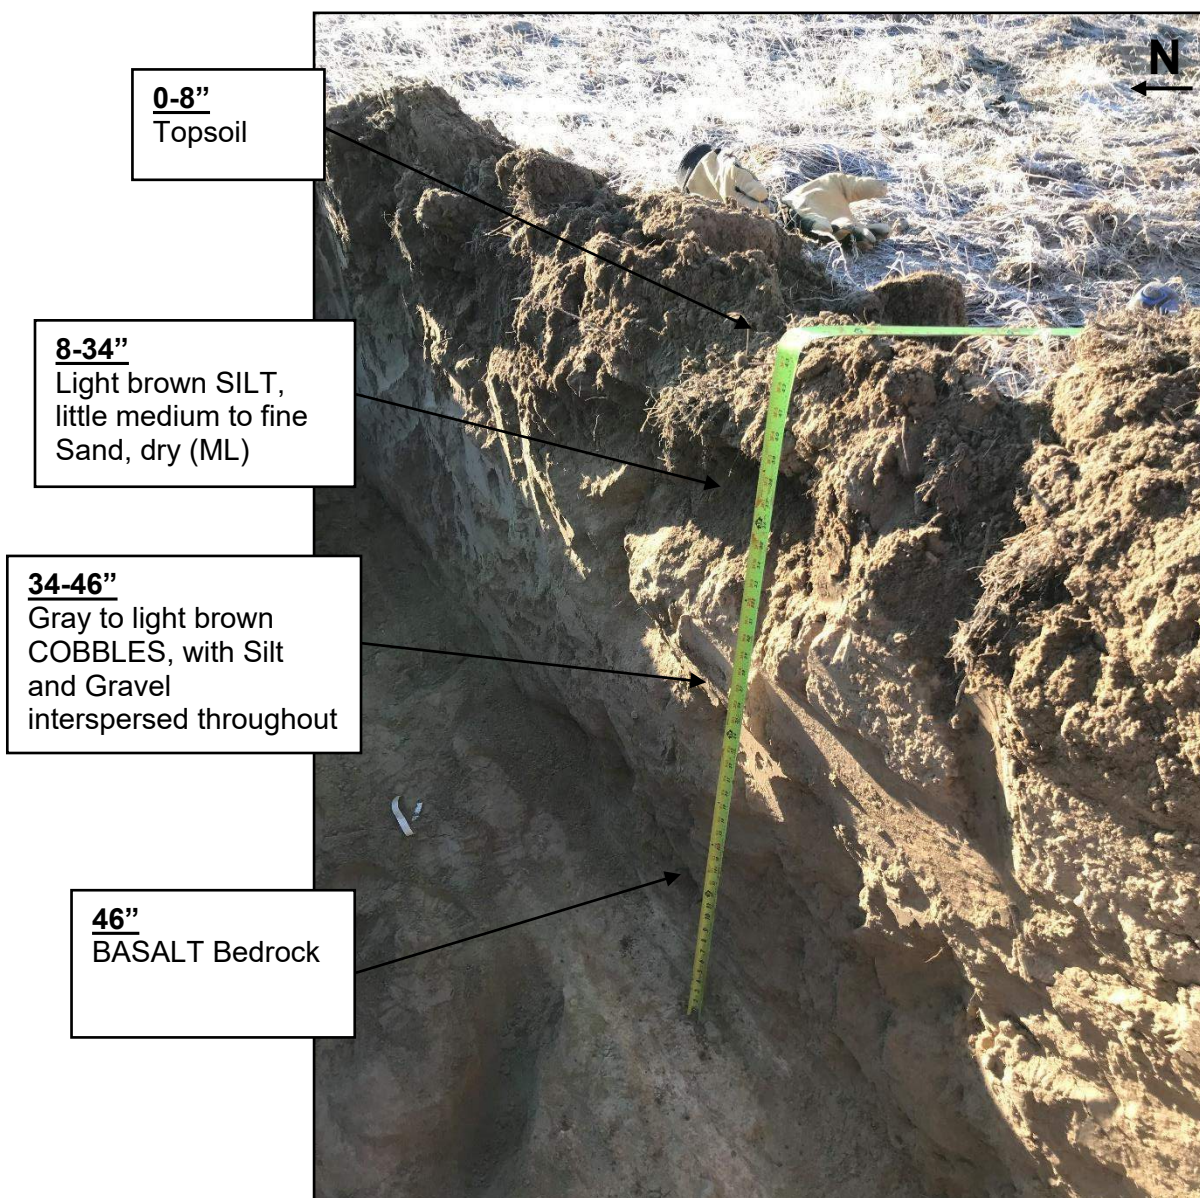 N
0-8”
Topsoil
8-34”
Light brown SILT,
little medium to fine
Sand, dry (ML)
34-46”
Gray to light brown
COBBLES, with Silt
and Gravel
interspersed throughout
46”
BASALT Bedrock